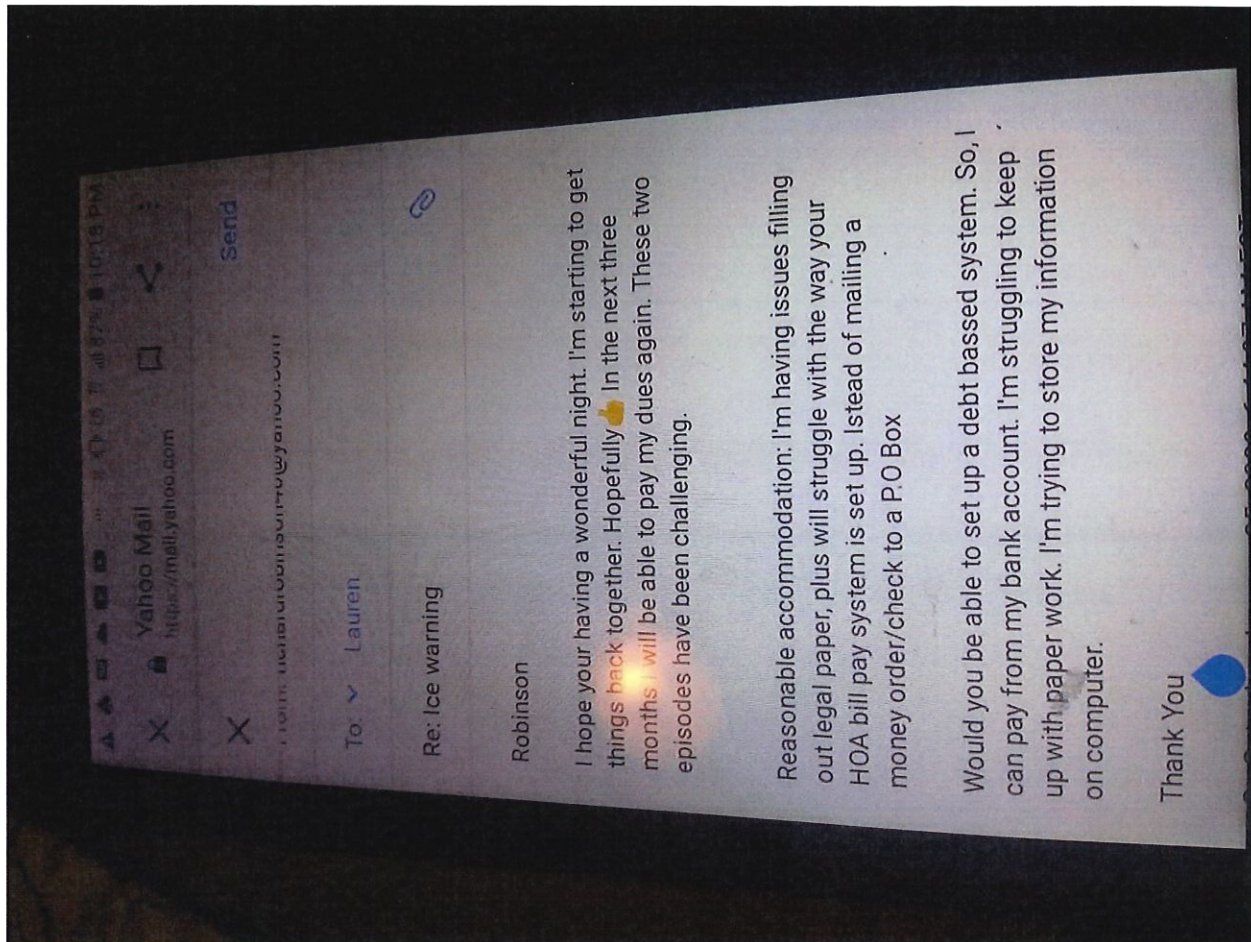 10:18 PM
Yahoo Mail
https://mail.yahoo.com
Send
To: Lauren
Re: Ice warning
Robinson
I hope your having a wonderful night. I'm starting to get
things back together. Hopefully👍 In the next three
months I will be able to pay my dues again. These two
episodes have been challenging.
Reasonable accommodation: I'm having issues filling
out legal paper, plus will struggle with the way your
HOA bill pay system is set up. Istead of mailing a
money order/check to a P.O Box
Would you be able to set up a debt bassed system. So, I
can pay from my bank account. I'm struggling to keep
up with paper work. I'm trying to store my information
on computer.
Thank You